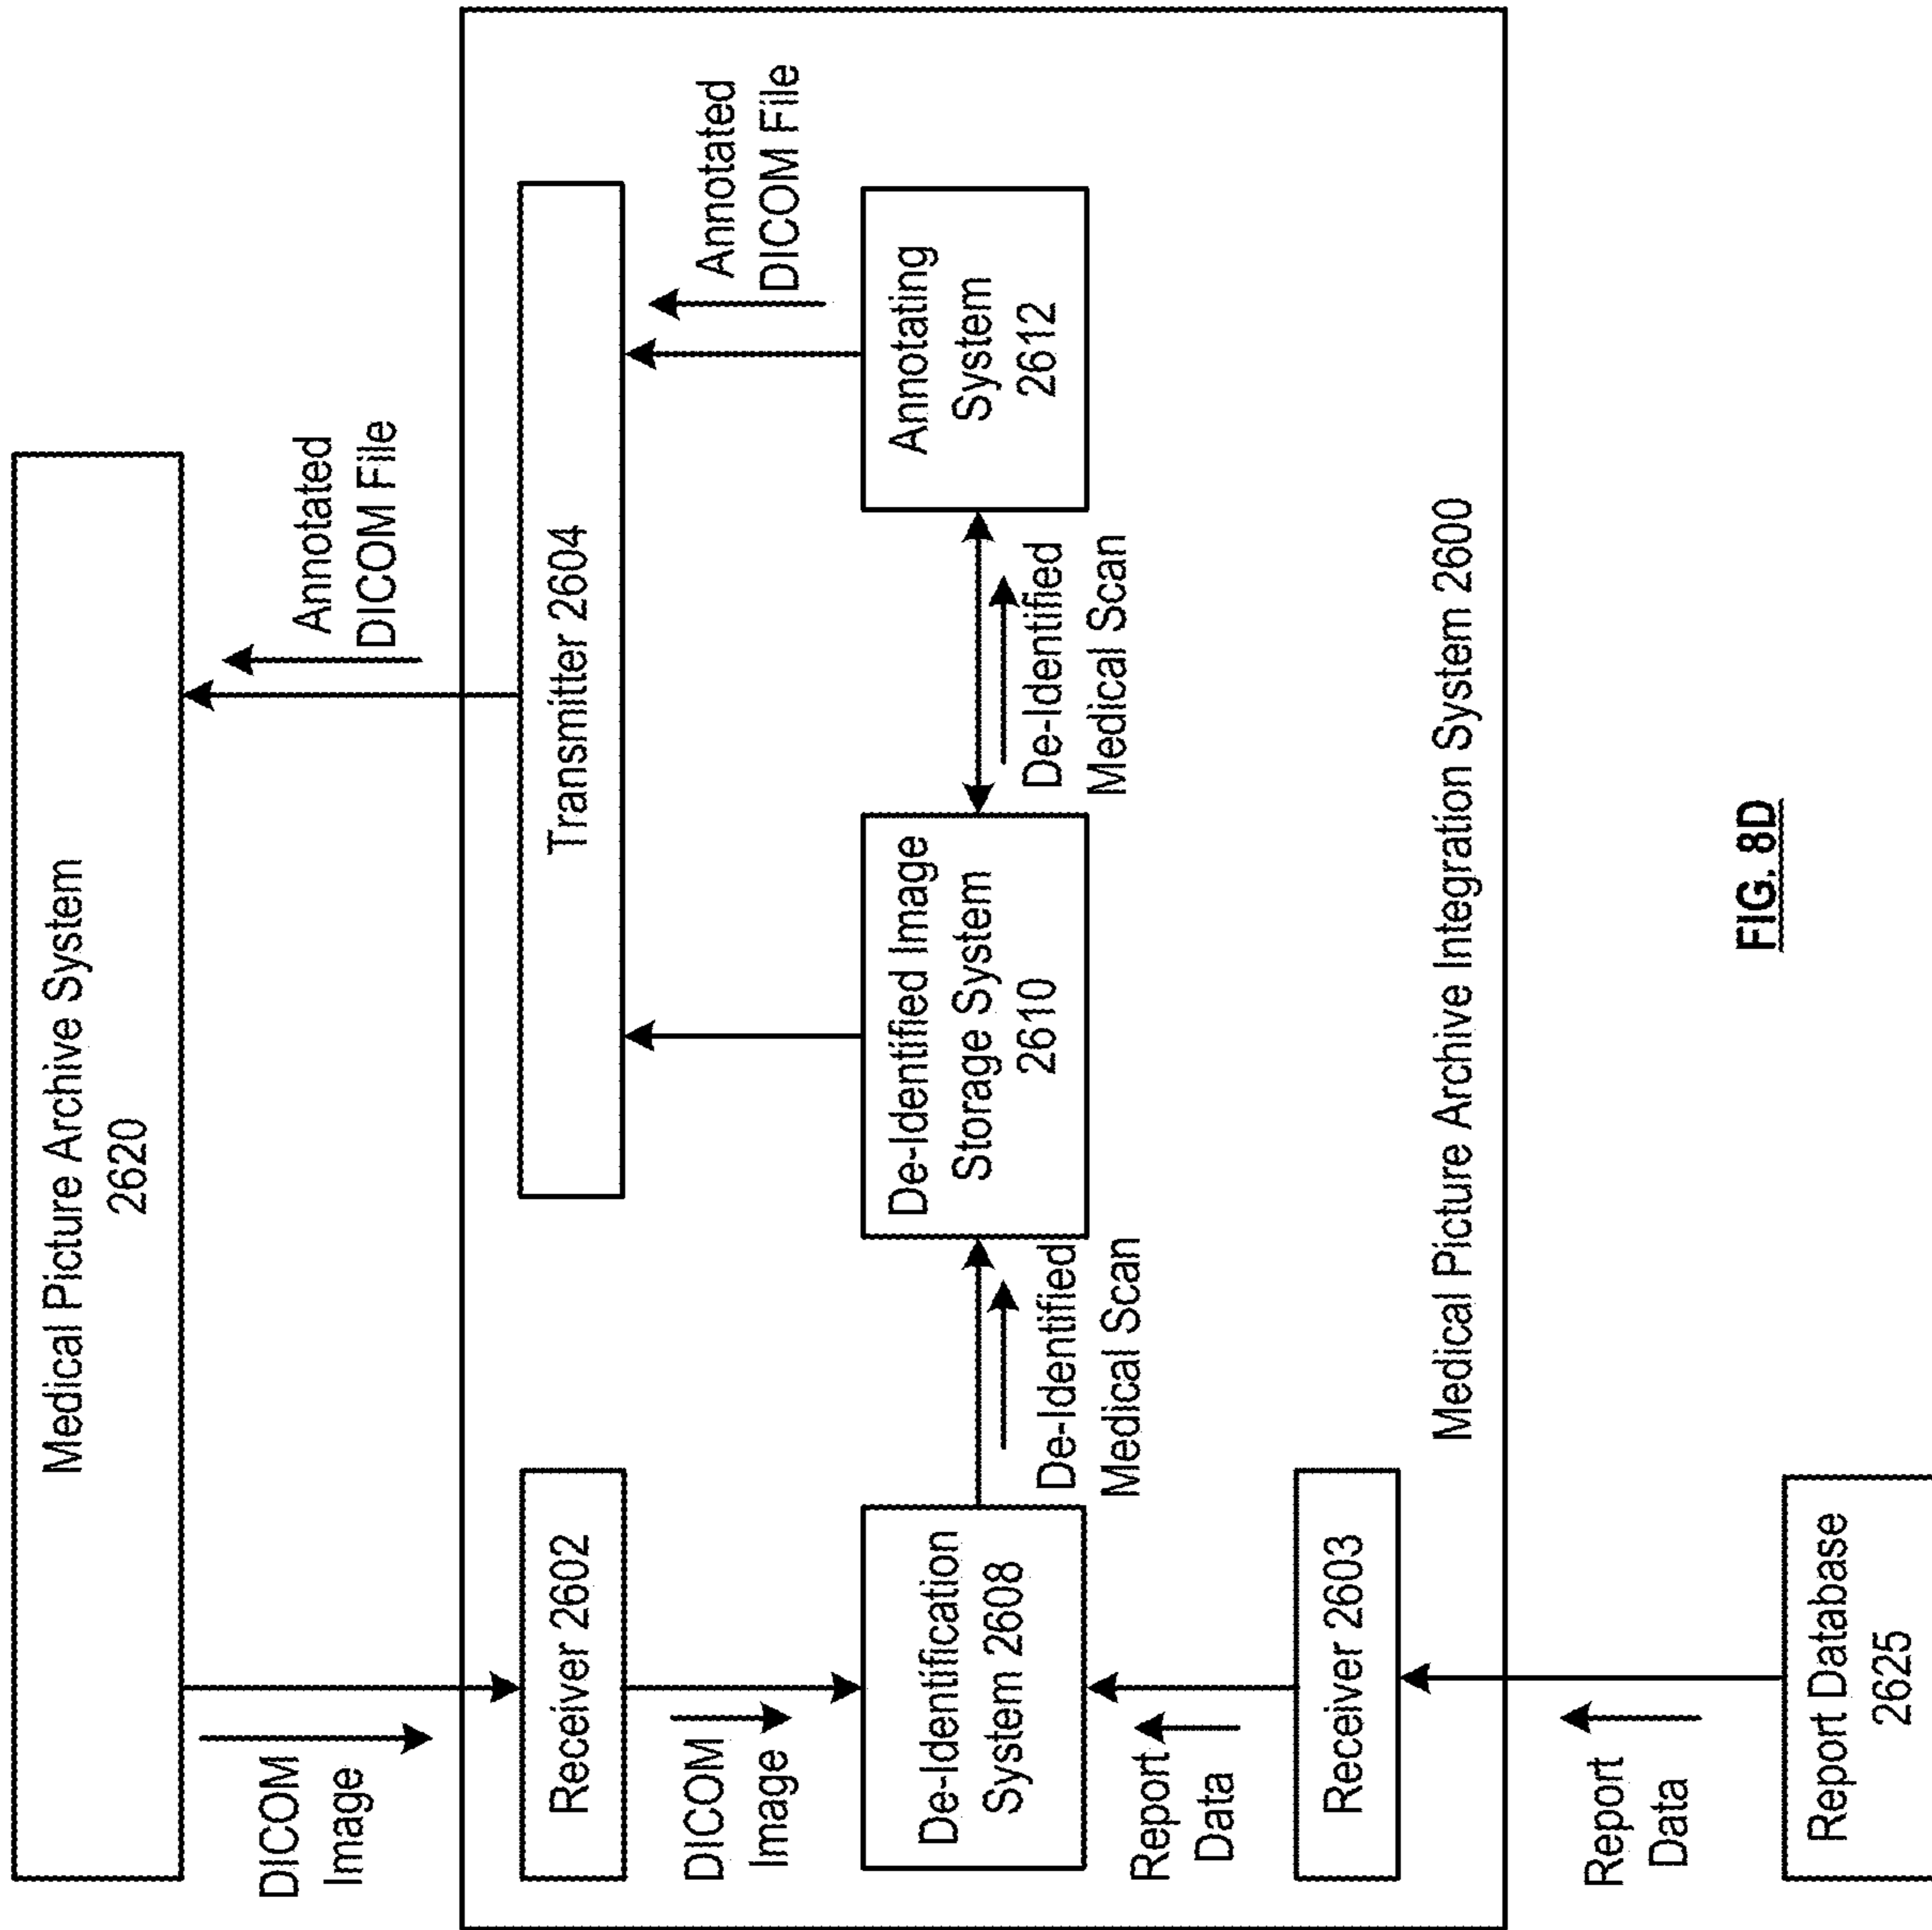 Medical Picture Archive System
2620
DICOM
Image
Annotated
DICOM File
Receiver 2602
Transmitter 2604
DICOM
Image
Annotated
DICOM File
De-Identification
System 2608
De-Identified Image
Storage System
2610
Annotating
System
2612
De-Identified
Medical Scan
De-Identified
Medical Scan
Report
Data
Receiver 2603
Medical Picture Archive Integration System 2600
Report
Data
Report Database
2625
FIG. 8D